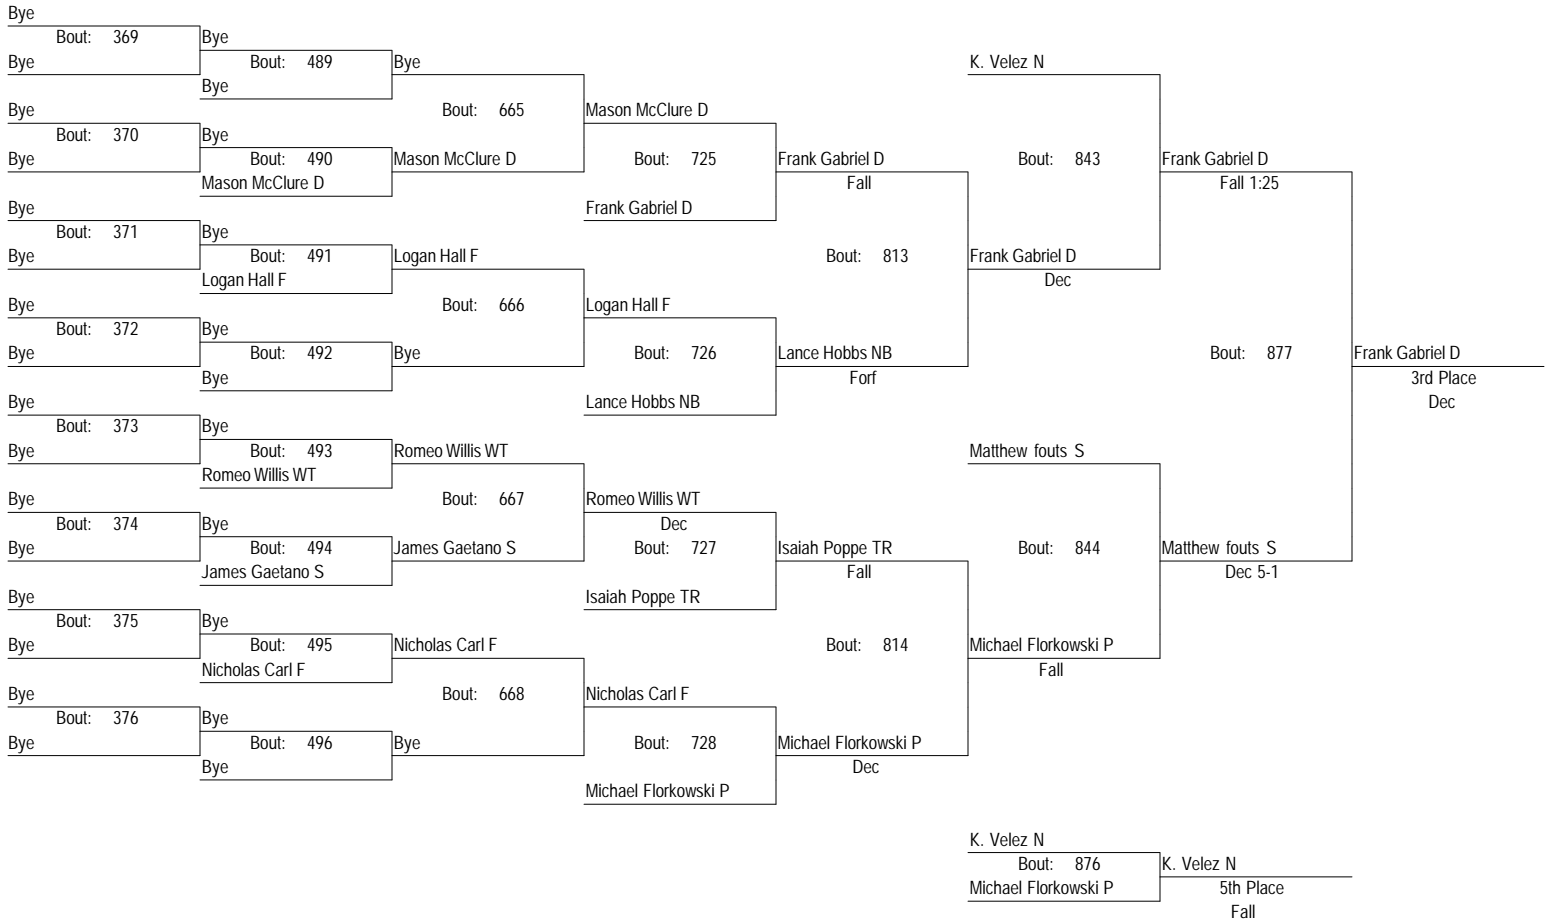 Bye
Bout: 369
Bye
Bye
Bout: 489
Bye
Bye
Bout: 370
Bye
Bye
Bout: 490
Mason McClure D
Bye
Bout: 665
Mason McClure D
Bye
Bout: 371
Bye
Bye
Bout: 491
Logan Hall F
Bye
Bout: 372
Bye
Bye
Bout: 492
Bye
Logan Hall F
Bout: 666
Bye
Mason McClure D
Bout: 725
Frank Gabriel D
Logan Hall F
Bout: 726
Lance Hobbs NB
Frank Gabriel D
Fall
Bout: 813
Lance Hobbs NB
Forf
K. Velez N
Bout: 843
Frank Gabriel D
Dec
Frank Gabriel D
Fall 1:25
Bye
Bout: 373
Bye
Bye
Bout: 493
Romeo Willis WT
Bye
Bout: 374
Bye
Bye
Bout: 494
James Gaetano S
Romeo Willis WT
Bout: 667
James Gaetano S
Bye
Bout: 375
Bye
Bye
Bout: 495
Nicholas Carl F
Bye
Bout: 376
Bye
Bye
Bout: 496
Bye
Nicholas Carl F
Bout: 668
Bye
Romeo Willis WT
Dec
Bout: 727
Isaiah Poppe TR
Nicholas Carl F
Bout: 728
Michael Florkowski P
Isaiah Poppe TR
Fall
Bout: 814
Michael Florkowski P
Dec
Matthew fouts S
Bout: 844
Michael Florkowski P
Fall
Matthew fouts S
Dec 5-1
Bout: 877
Frank Gabriel D
3rd Place
Dec
K. Velez N
Bout: 876
Michael Florkowski P
K. Velez N
5th Place
Fall